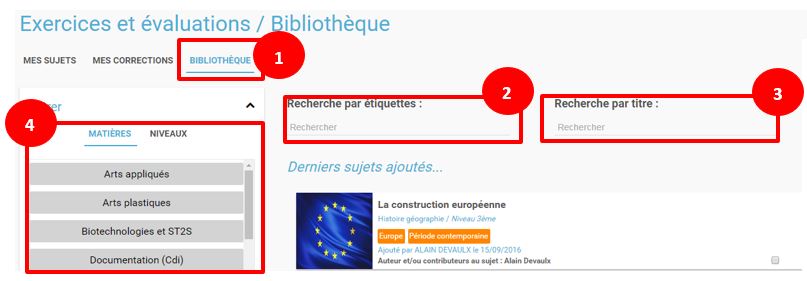 Exercices et évaluations / Bibliothèque
MES SUJETS MES CORRECTIONS BIBLIOTHÈQUE
1
2
3
4
Recherche par étiquettes :
Rechercher
Recherche par titre :
Rechercher
MATIÈRES NIVEAUX
Arts appliqués
Arts plastiques
Biotechnologies et ST2S
Documentation (Cdi)
Derniers sujets ajoutés...
La construction européenne
Histoire géographie / Niveau 3ème
Europe Période contemporaine
Ajouté par ALAIN DEVAULX le 15/09/2016
Auteur et/ou contributeurs au sujet : Alain Devaulx